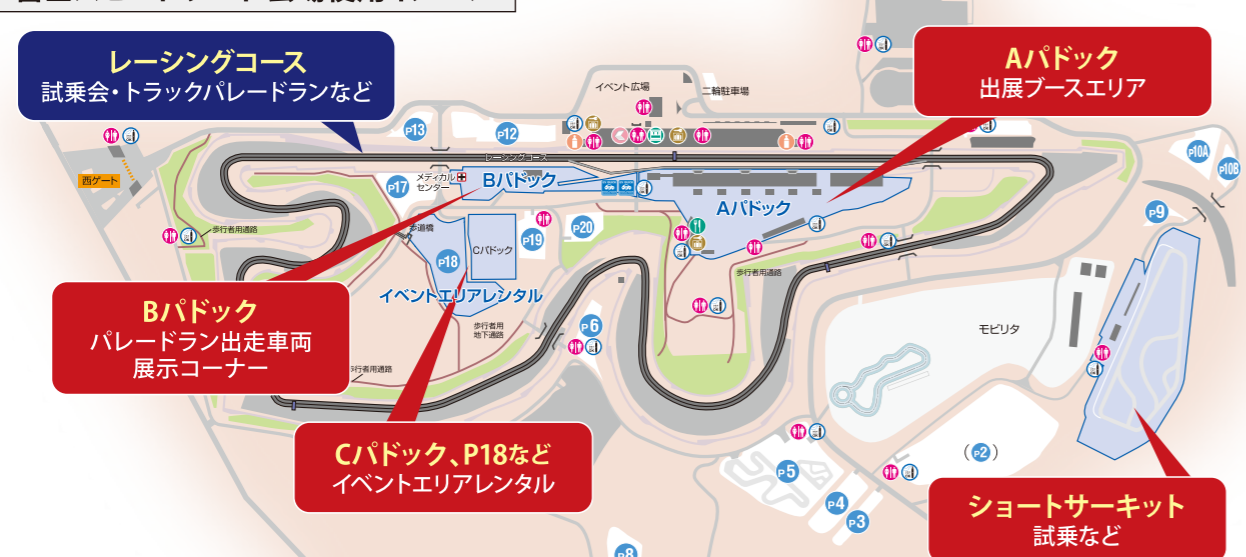 レーシングコース
試乗会・トラックパレードランなど
Aパドック
出展ブースエリア
イベント広場
二輪駐車場
P13
P12
レーシングコース
西ゲート
メディカル
センター
P17
Bパドック
Aパドック
P10A
P10B
P9
歩行者用通路
歩道橋
Cパドック
P19
P20
P18
イベントエリアレンタル
歩行者用通路
Bパドック
パレードラン出走車両
展示コーナー
歩行者用
地下通路
P6
モビリタ
Cパドック、P18など
イベントエリアレンタル
P5
P4
P3
(P2)
ショートサーキット
試乗など
P8